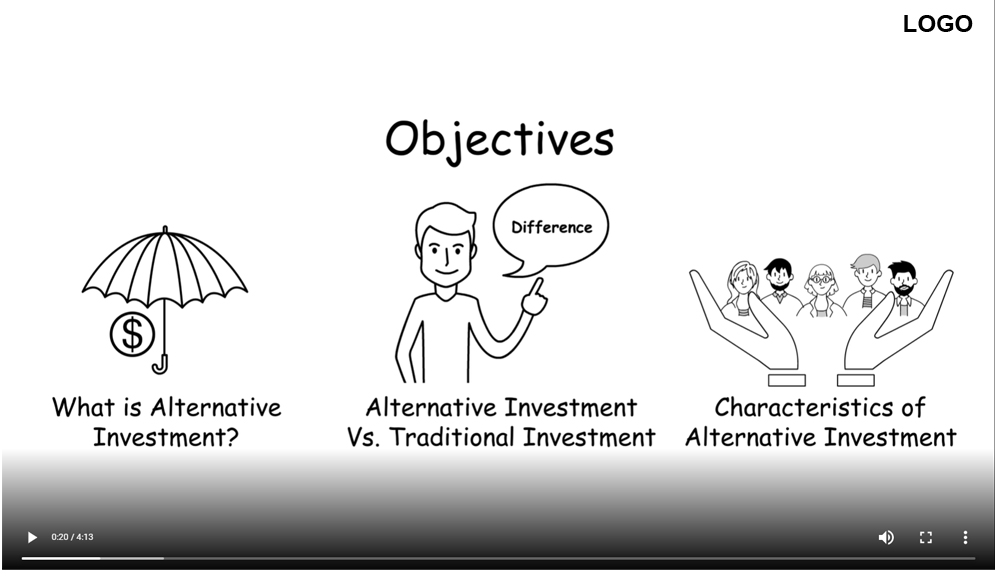 LOGO
Objectives
Difference
$
What is Alternative
Investment?
Alternative Investment
Vs. Traditional Investment
Characteristics of
Alternative Investment
0:20 / 4:13